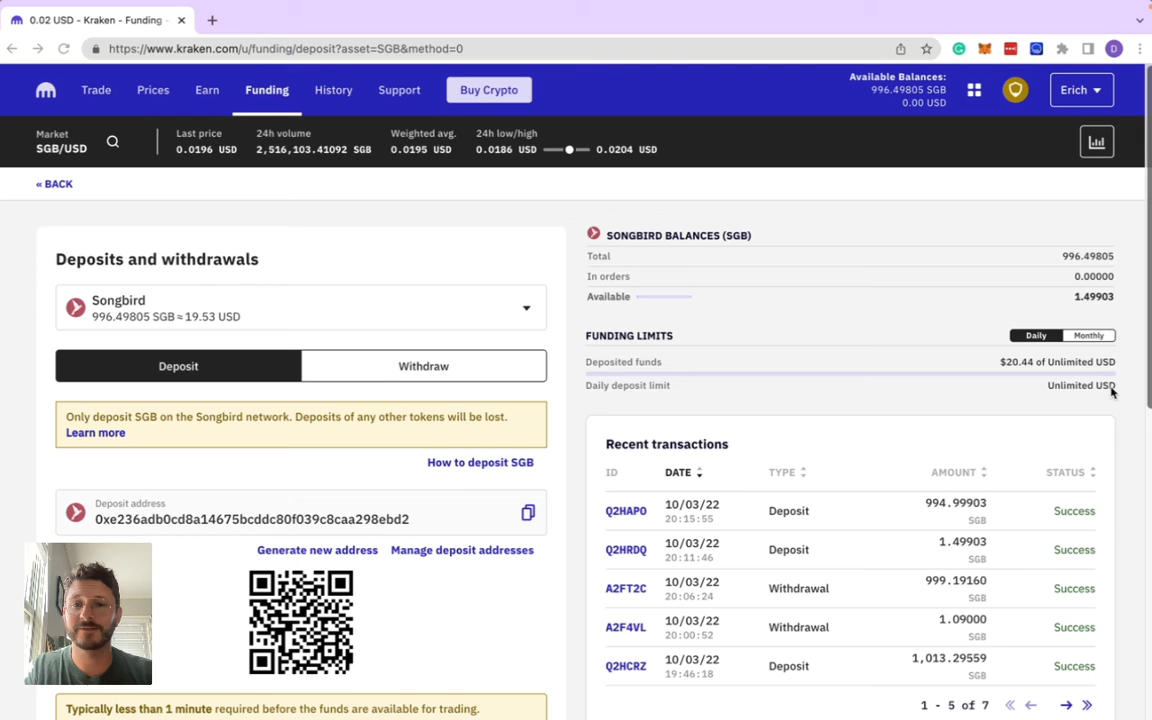 0.02 USD - Kraken - Funding -
https://www.kraken.com/u/funding/deposit?asset=SGB&method=0
D
Trade Prices Earn Funding History Support Buy Crypto
Available Balances:
996.49805 SGB
0.00 USD
Erich
Market
SGB/USD
Last price
0.0196 USD
24h volume
2,516,103.41092 SGB
Weighted avg.
0.0195 USD
24h low/high
0.0186 USD 0.0204 USD
« BACK
Deposits and withdrawals
Songbird
996.49805 SGB ≈ 19.53 USD
Deposit Withdraw
Only deposit SGB on the Songbird network. Deposits of any other tokens will be lost.
Learn more
How to deposit SGB
Deposit address
0xe236adb0cd8a14675bcddc80f039c8caa298ebd2
Generate new address Manage deposit addresses
Typically less than 1 minute required before the funds are available for trading.
SONGBIRD BALANCES (SGB)
Total 996.49805
In orders 0.00000
Available 1.49903
FUNDING LIMITS Daily Monthly
Deposited funds $20.44 of Unlimited USD
Daily deposit limit Unlimited USD
Recent transactions
ID DATE TYPE AMOUNT STATUS
Q2HAPO 10/03/22 20:15:55 Deposit 994.99903 SGB Success
Q2HRDQ 10/03/22 20:11:46 Deposit 1.49903 SGB Success
A2FT2C 10/03/22 20:06:24 Withdrawal 999.19160 SGB Success
A2F4VL 10/03/22 20:00:52 Withdrawal 1.09000 SGB Success
Q2HCRZ 10/03/22 19:46:18 Deposit 1,013.29559 SGB Success
1 - 5 of 7